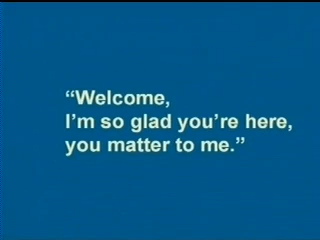 “Welcome,
I’m so glad you’re here,
you matter to me.”